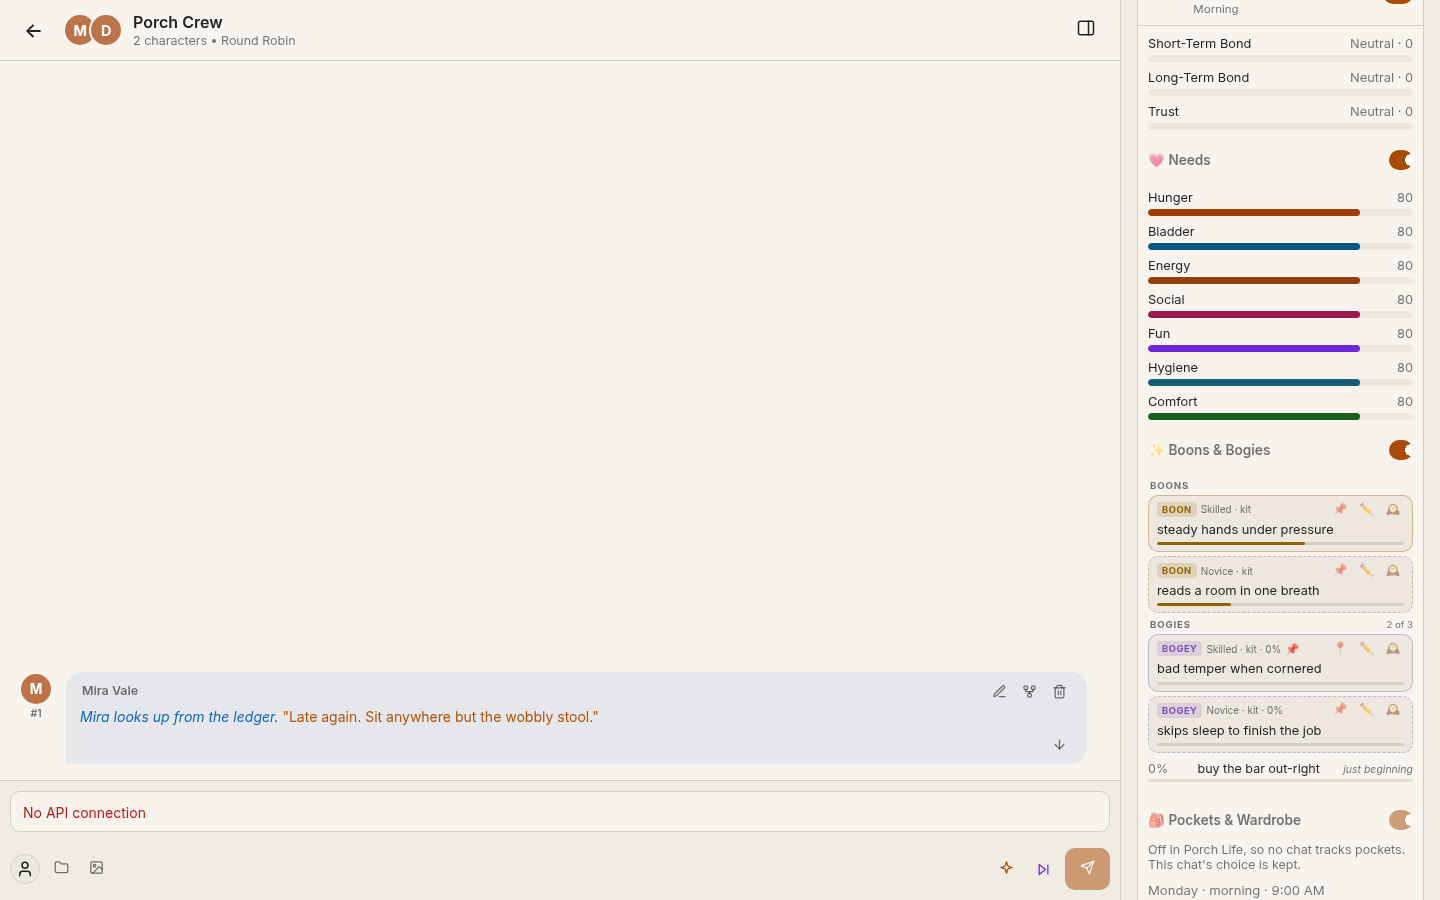 M D
Porch Crew
2 characters • Round Robin
M
#1
Mira Vale
Mira looks up from the ledger. "Late again. Sit anywhere but the wobbly stool."
No API connection
Morning
Short-Term Bond Neutral · 0
Long-Term Bond Neutral · 0
Trust Neutral · 0
Needs
Hunger 80
Bladder 80
Energy 80
Social 80
Fun 80
Hygiene 80
Comfort 80
Boons & Bogies
BOONS
BOON Skilled · kit
steady hands under pressure
BOON Novice · kit
reads a room in one breath
BOGIES 2 of 3
BOGEY Skilled · kit · 0%
bad temper when cornered
BOGEY Novice · kit · 0%
skips sleep to finish the job
0% buy the bar out-right just beginning
Pockets & Wardrobe
Off in Porch Life, so no chat tracks pockets.
This chat's choice is kept.
Monday · morning · 9:00 AM